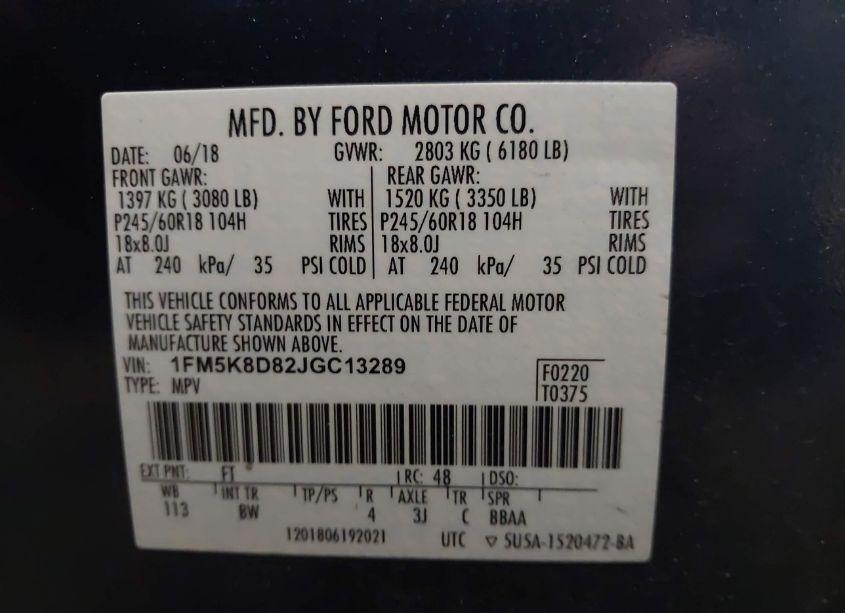 MFD. BY FORD MOTOR CO.
DATE: 06/18 GVWR: 2803 KG ( 6180 LB)
FRONT GAWR: REAR GAWR:
1397 KG ( 3080 LB) WITH 1520 KG ( 3350 LB) WITH
P245/60R18 104H TIRES P245/60R18 104H TIRES
18x8.0J RIMS 18x8.0J RIMS
AT 240 kPa/ 35 PSI COLD AT 240 kPa/ 35 PSI COLD
THIS VEHICLE CONFORMS TO ALL APPLICABLE FEDERAL MOTOR
VEHICLE SAFETY STANDARDS IN EFFECT ON THE DATE OF
MANUFACTURE SHOWN ABOVE.
VIN: 1FM5K8D82JGC13289 F0220
TYPE: MPV T0375
EXT PNT: FT RC: 48 DSO:
WB INT TR TP/PS R AXLE TR SPR
113 BW 4 3J C BBAA
1201806192021 UTC ▽ 5U5A-1520472-BA